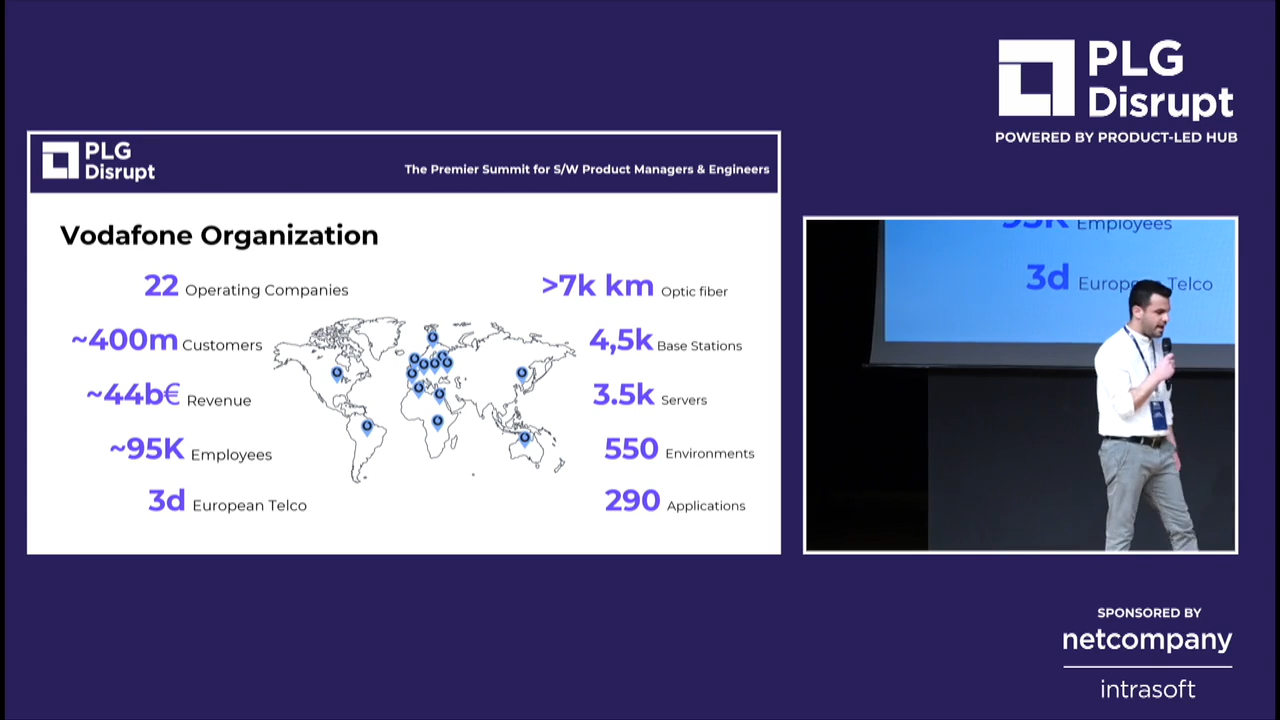 PLG
Disrupt
POWERED BY PRODUCT-LED HUB
PLG
Disrupt
The Premier Summit for S/W Product Managers & Engineers
Vodafone Organization
22 Operating Companies
~400m Customers
~44b€ Revenue
~95K Employees
3d European Telco
>7k km Optic fiber
4,5k Base Stations
3.5k Servers
550 Environments
290 Applications
95K Employees
3d European Telco
SPONSORED BY
netcompany
intrasoft